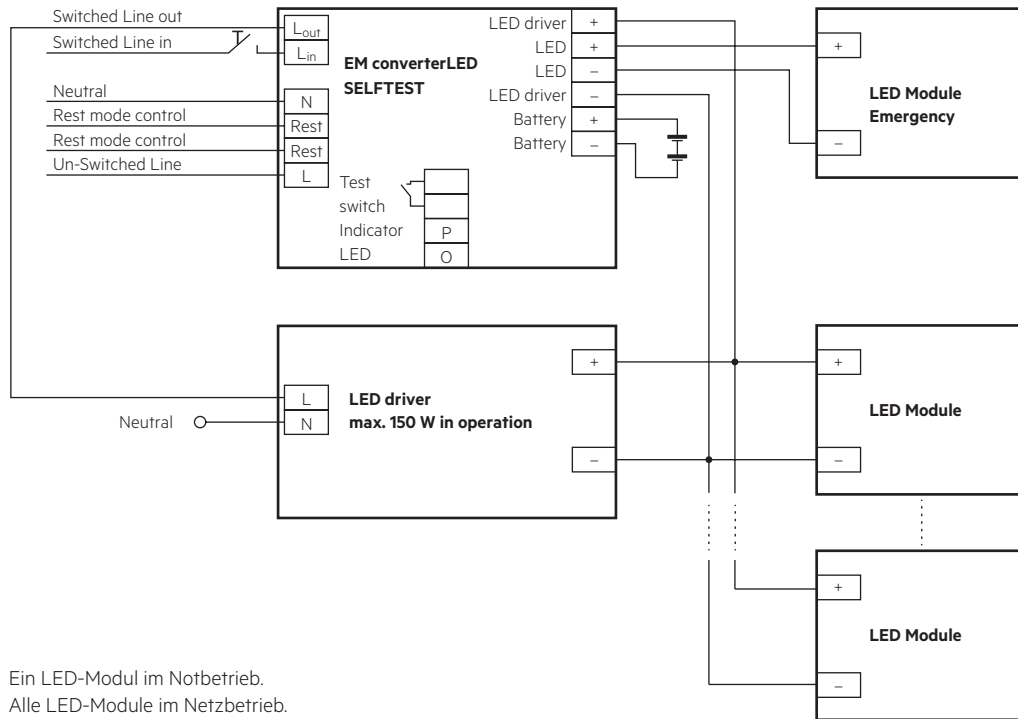 Switched Line out
Switched Line in
Neutral
Rest mode control
Rest mode control
Un-Switched Line
Lout
Lin
N
Rest
Rest
L
EM converterLED
SELFTEST
Test
switch
Indicator
LED
P
O
LED driver +
LED +
LED –
LED driver –
Battery +
Battery –
+
–
LED Module
Emergency
Neutral
L
N
LED driver
max. 150 W in operation
+
–
+
–
LED Module
+
–
LED Module
Ein LED-Modul im Notbetrieb.
Alle LED-Module im Netzbetrieb.